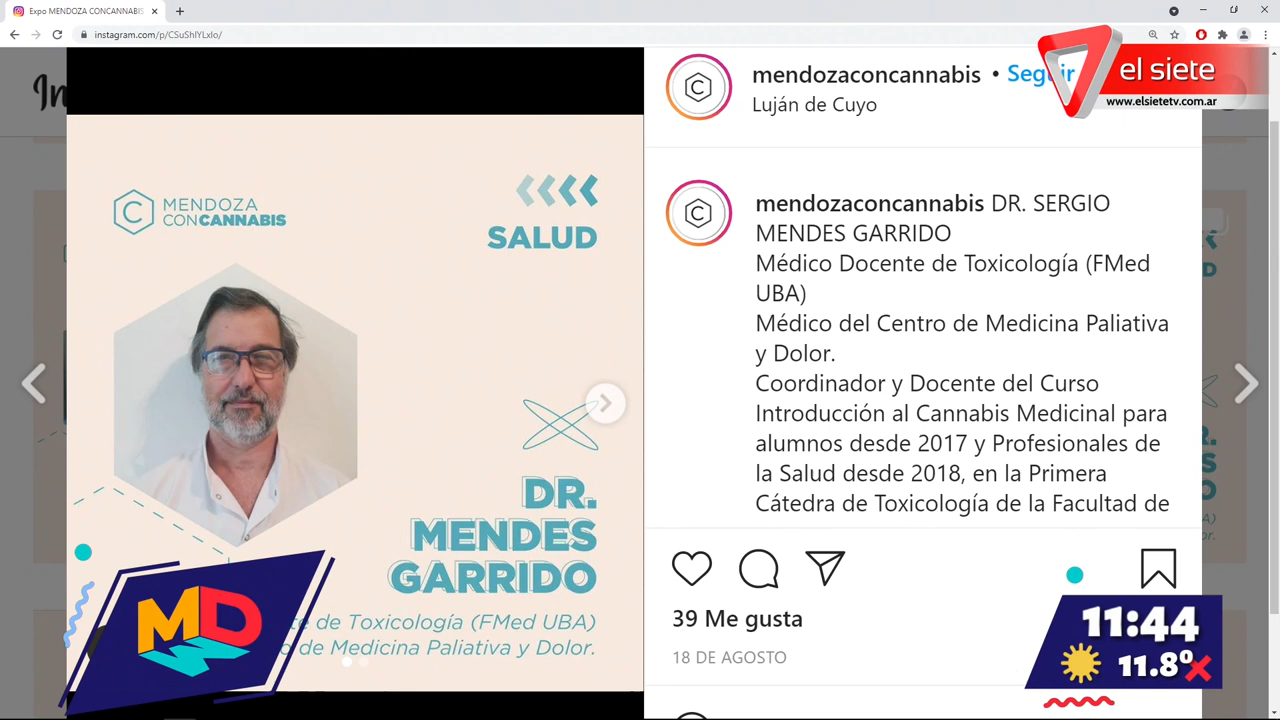 Expo MENDOZA CONCANNABIS
instagram.com/p/CSuShIYLxlo/
el siete
www.elsietetv.com.ar
mendozaconcannabis • Seguir
Luján de Cuyo
MENDOZA
CONCANNABIS
SALUD
DR.
MENDES
GARRIDO
de Toxicología (FMed UBA)
de Medicina Paliativa y Dolor.
mendozaconcannabis DR. SERGIO
MENDES GARRIDO
Médico Docente de Toxicología (FMed
UBA)
Médico del Centro de Medicina Paliativa
y Dolor.
Coordinador y Docente del Curso
Introducción al Cannabis Medicinal para
alumnos desde 2017 y Profesionales de
la Salud desde 2018, en la Primera
Cátedra de Toxicología de la Facultad de
39 Me gusta
18 DE AGOSTO
MD
11:44
11.8º